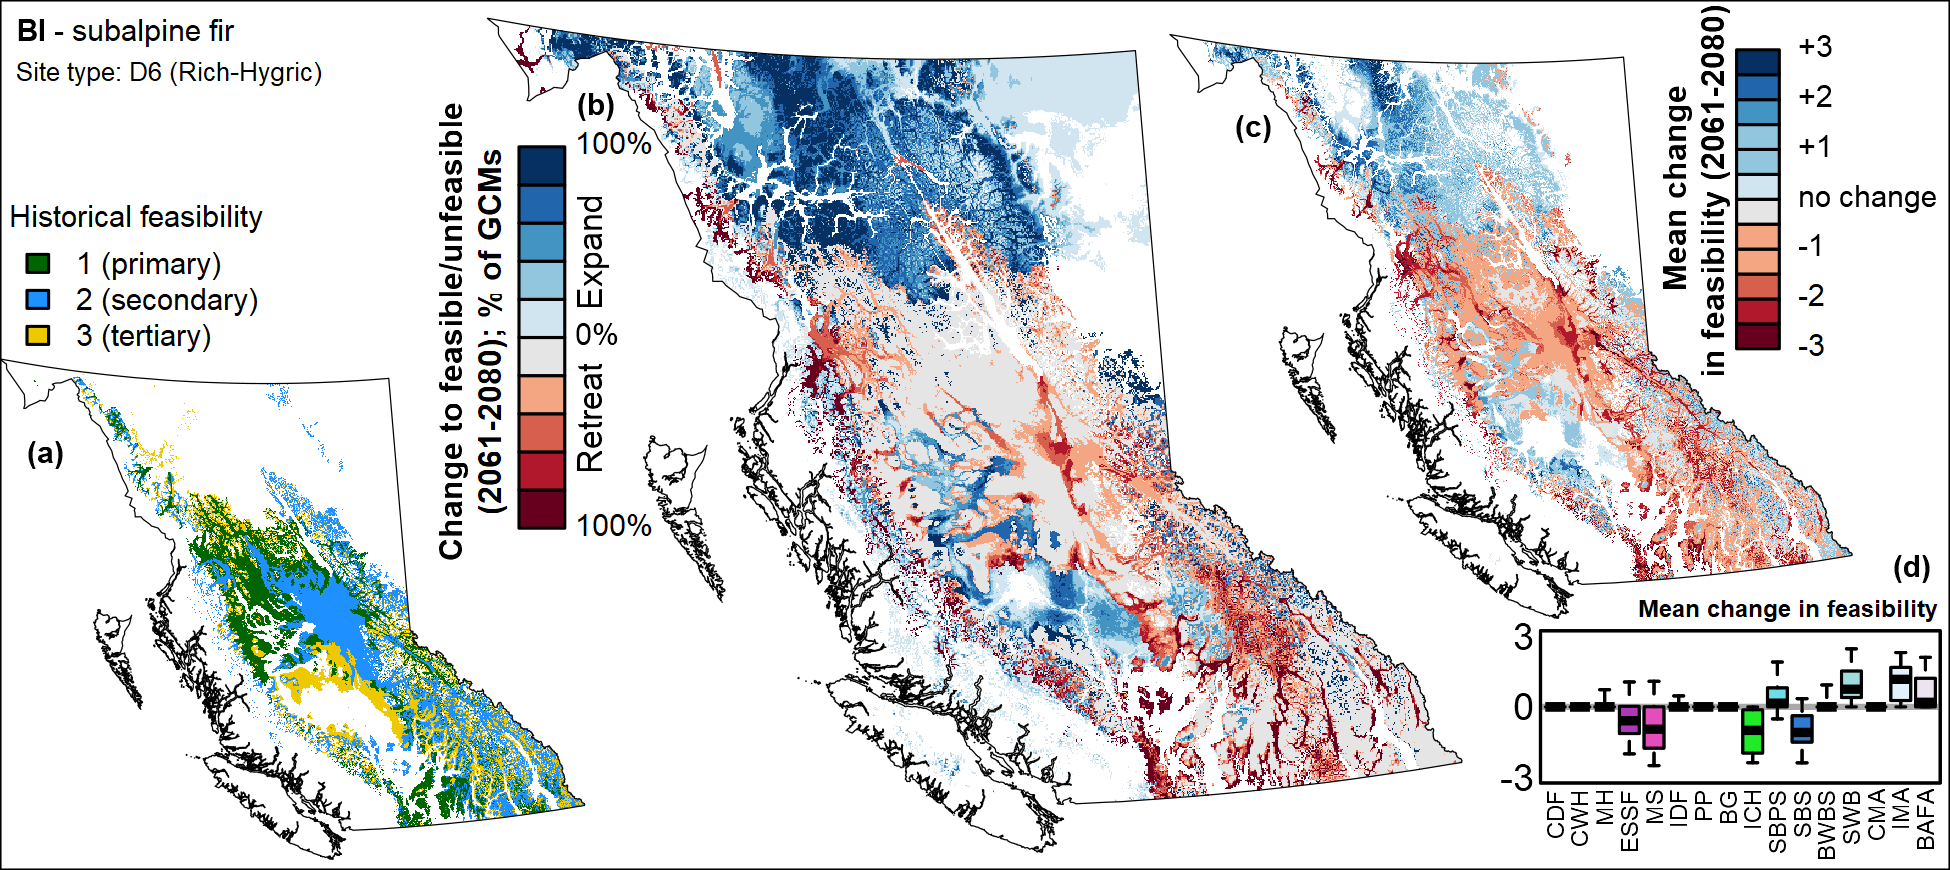 Bl - subalpine fir
Site type: D6 (Rich-Hygric)
Historical feasibility
1 (primary)
2 (secondary)
3 (tertiary)
(a)
(b)
Change to feasible/unfeasible
(2061-2080); % of GCMs
100%
Expand
0%
Retreat
100%
(c)
Mean change
in feasibility (2061-2080)
+3
+2
+1
no change
-1
-2
-3
(d)
Mean change in feasibility
3
0
-3
CDF
CWH
MH
ESSF
MS
IDF
PP
BG
ICH
SBPS
SBS
BWBS
SWB
CMA
IMA
BAFA